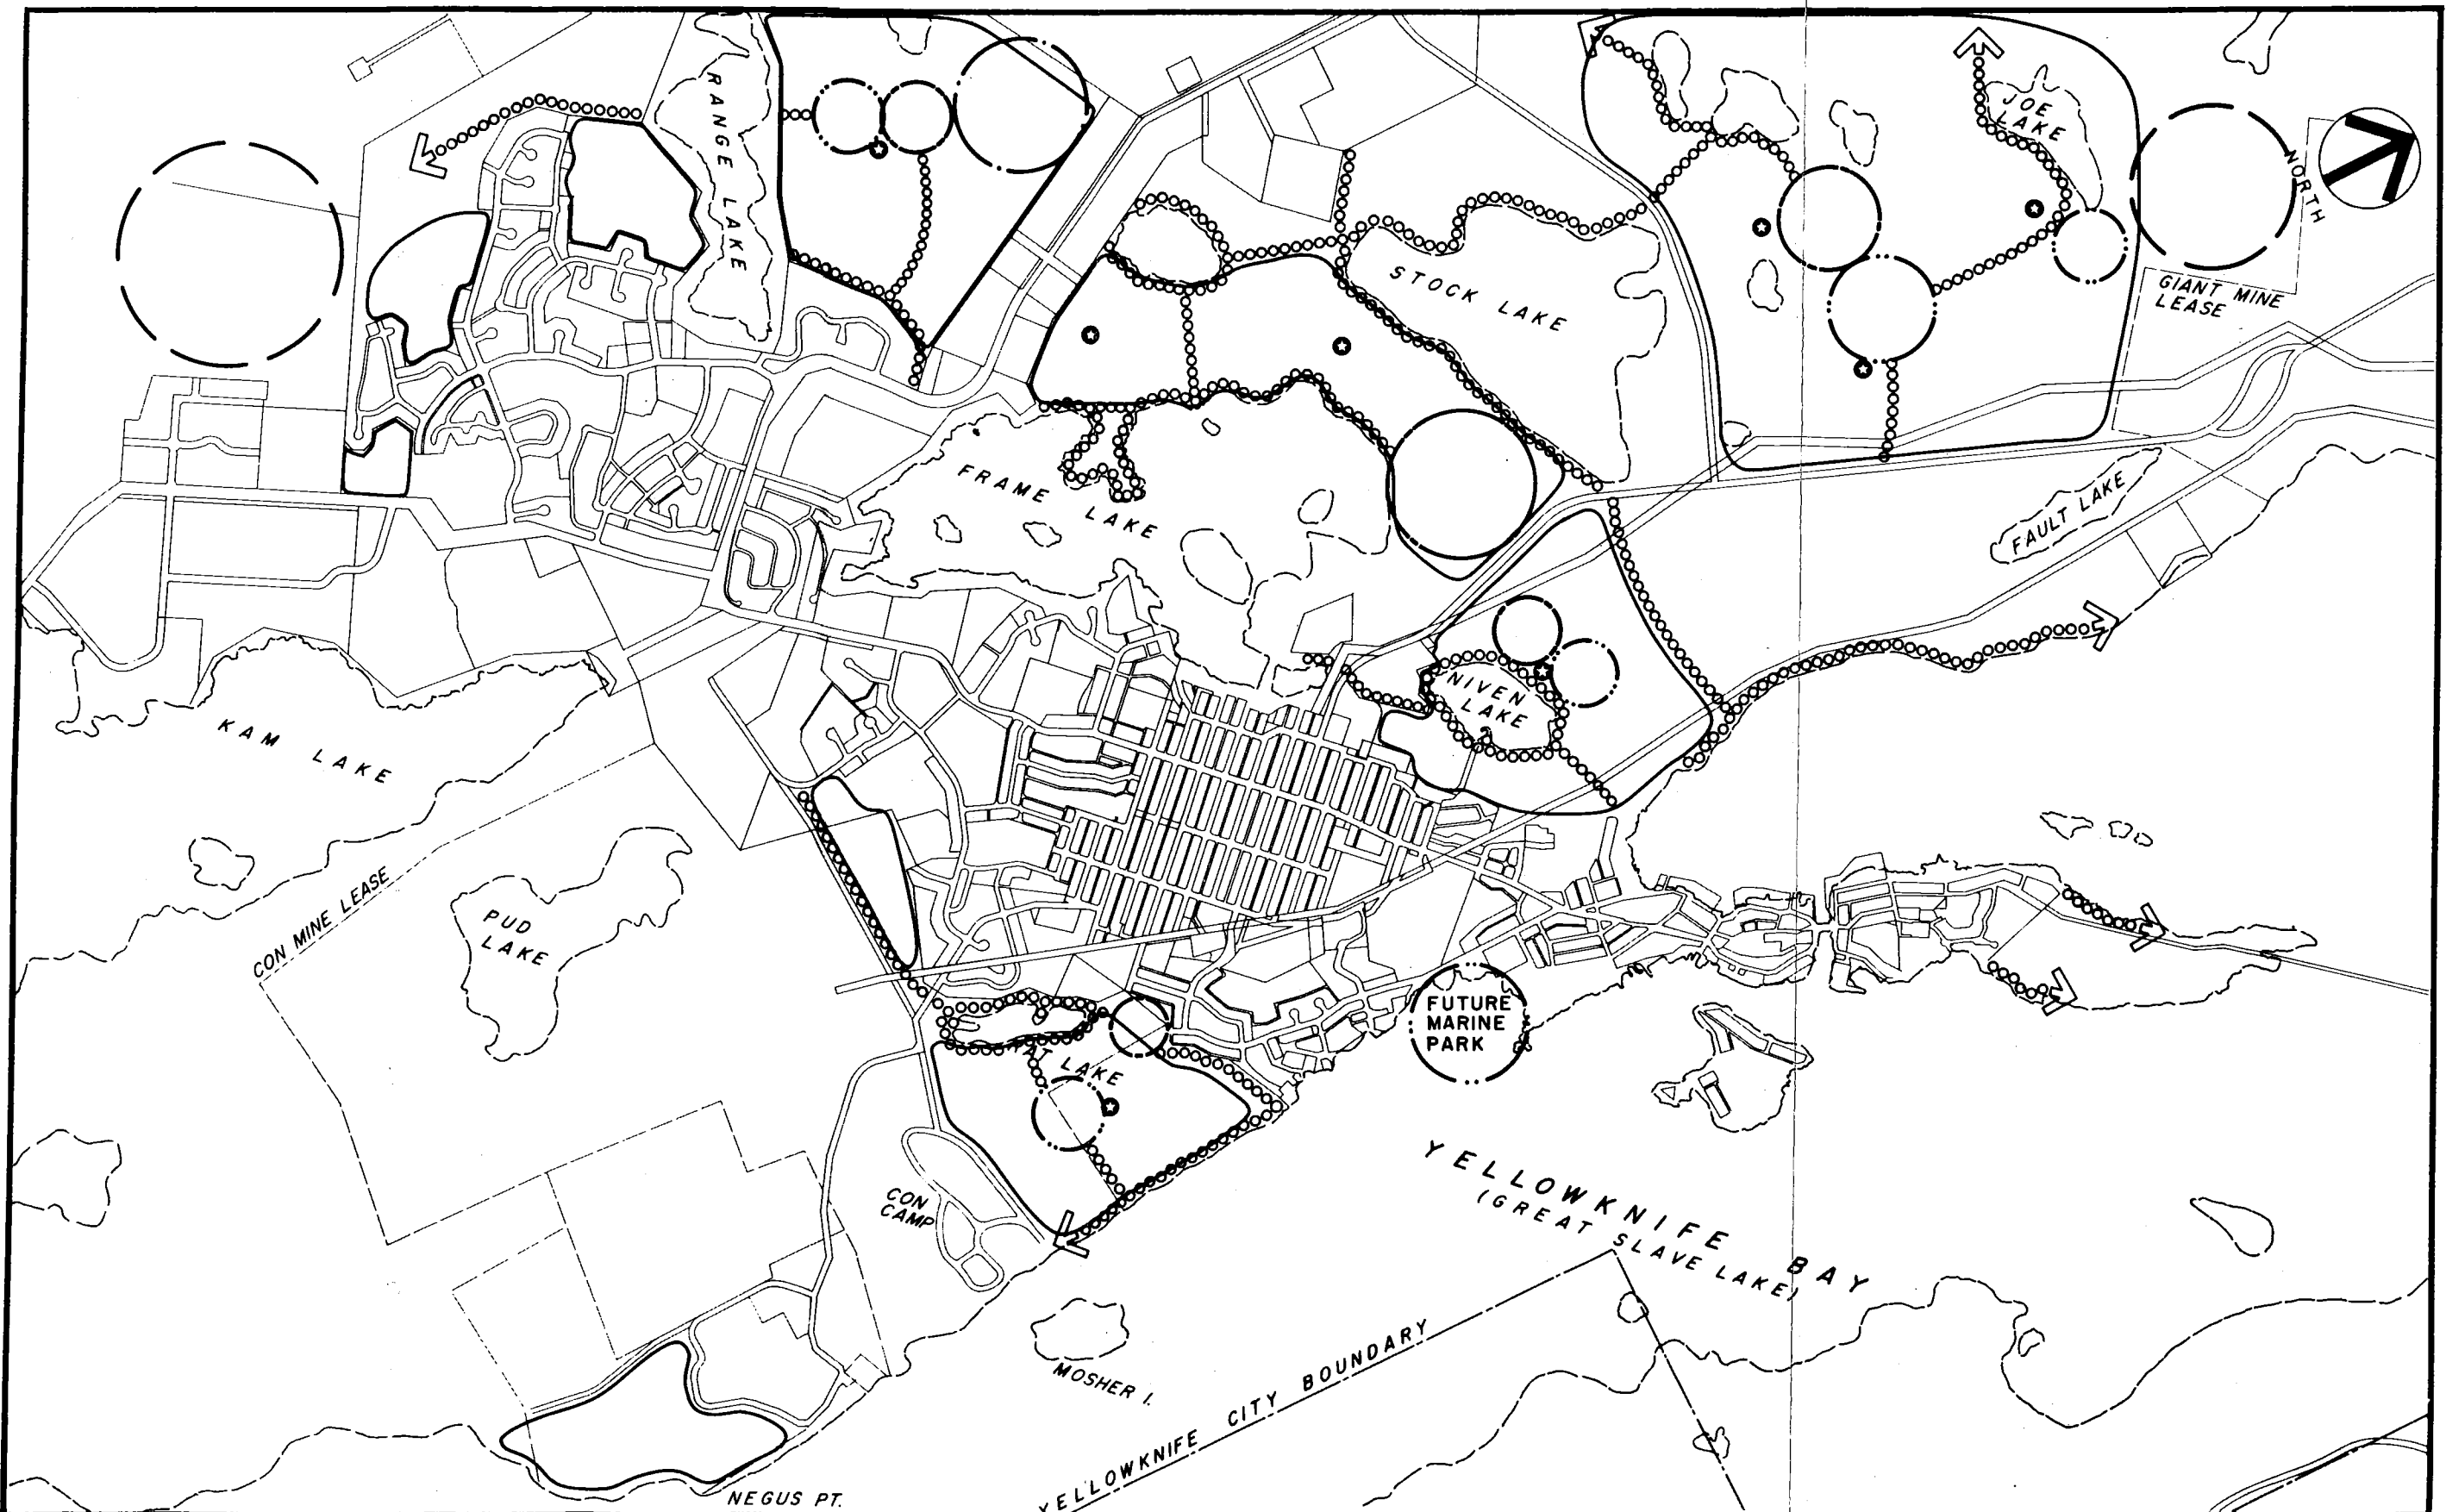 RANGE LAKE
JOE
LAKE
NORTH
STOCK LAKE
GIANT MINE
LEASE
FRAME LAKE
FAULT LAKE
NIVEN
LAKE
KAM LAKE
CON MINE LEASE
PUD
LAKE
FUTURE
MARINE
PARK
LAKE
CON
CAMP
YELLOWKNIFE BAY
(GREAT SLAVE LAKE)
MOSHER I.
YELLOWKNIFE CITY BOUNDARY
NEGUS PT.